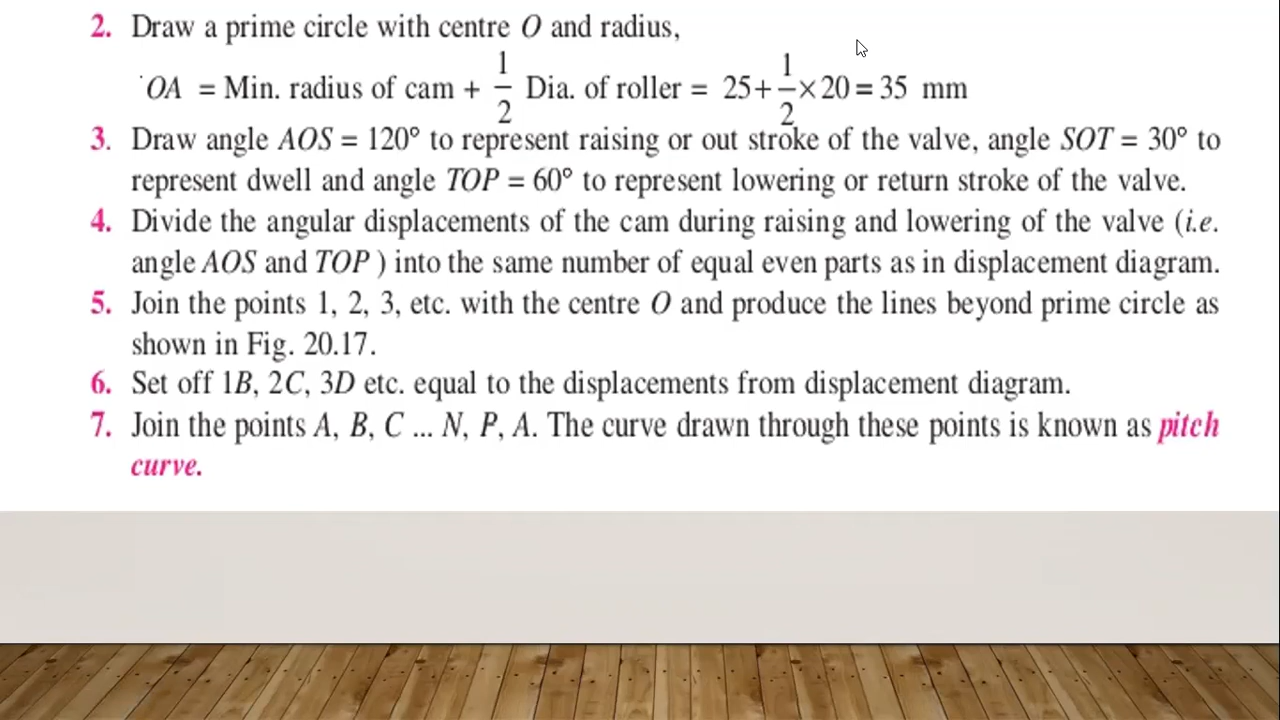 2. Draw a prime circle with centre O and radius,
OA = Min. radius of cam + 1/2 Dia. of roller = 25 + 1/2 × 20 = 35 mm
3. Draw angle AOS = 120° to represent raising or out stroke of the valve, angle SOT = 30° to
represent dwell and angle TOP = 60° to represent lowering or return stroke of the valve.
4. Divide the angular displacements of the cam during raising and lowering of the valve (i.e.
angle AOS and TOP ) into the same number of equal even parts as in displacement diagram.
5. Join the points 1, 2, 3, etc. with the centre O and produce the lines beyond prime circle as
shown in Fig. 20.17.
6. Set off 1B, 2C, 3D etc. equal to the displacements from displacement diagram.
7. Join the points A, B, C ... N, P, A. The curve drawn through these points is known as pitch
curve.